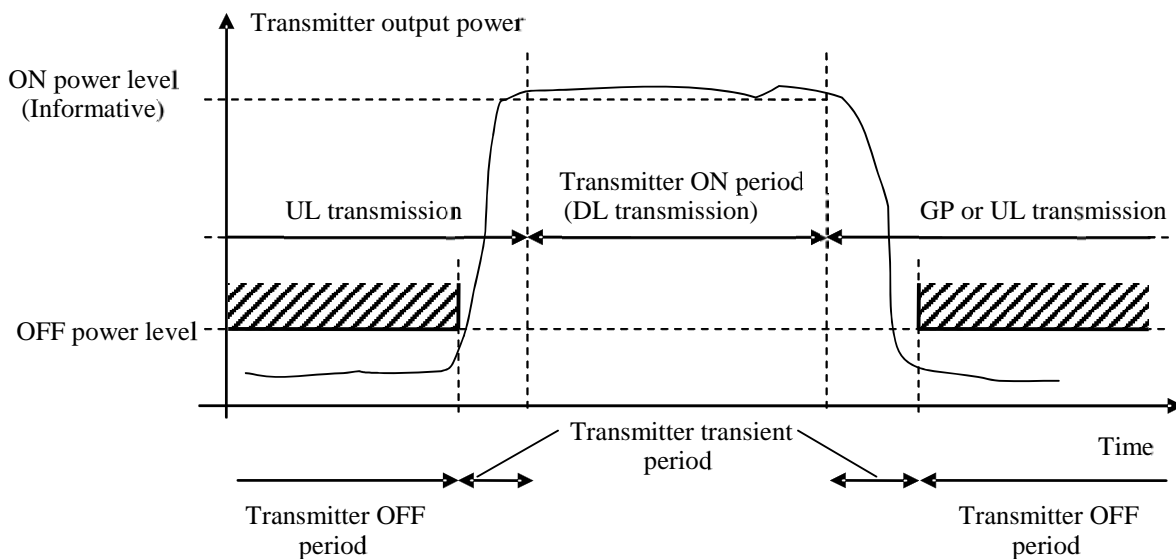 Transmitter output power
ON power level
(Informative)
UL transmission
Transmitter ON period
(DL transmission)
GP or UL transmission
OFF power level
Transmitter transient
period
Time
Transmitter OFF
period
Transmitter OFF
period